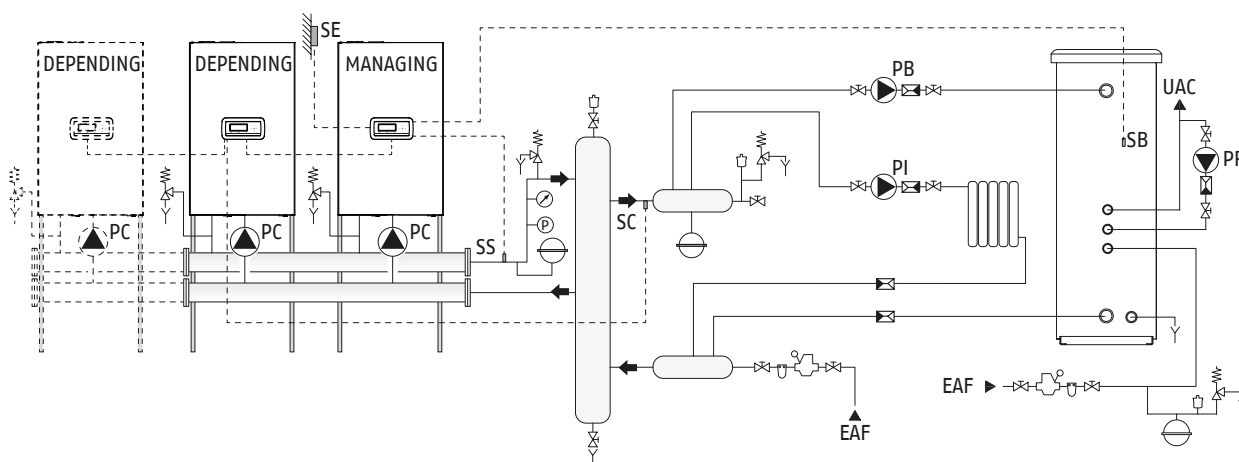 SE
DEPENDING DEPENDING MANAGING
PB
UAC
SB
PR
PI
PC PC PC
SS
P
SC
EAF
EAF